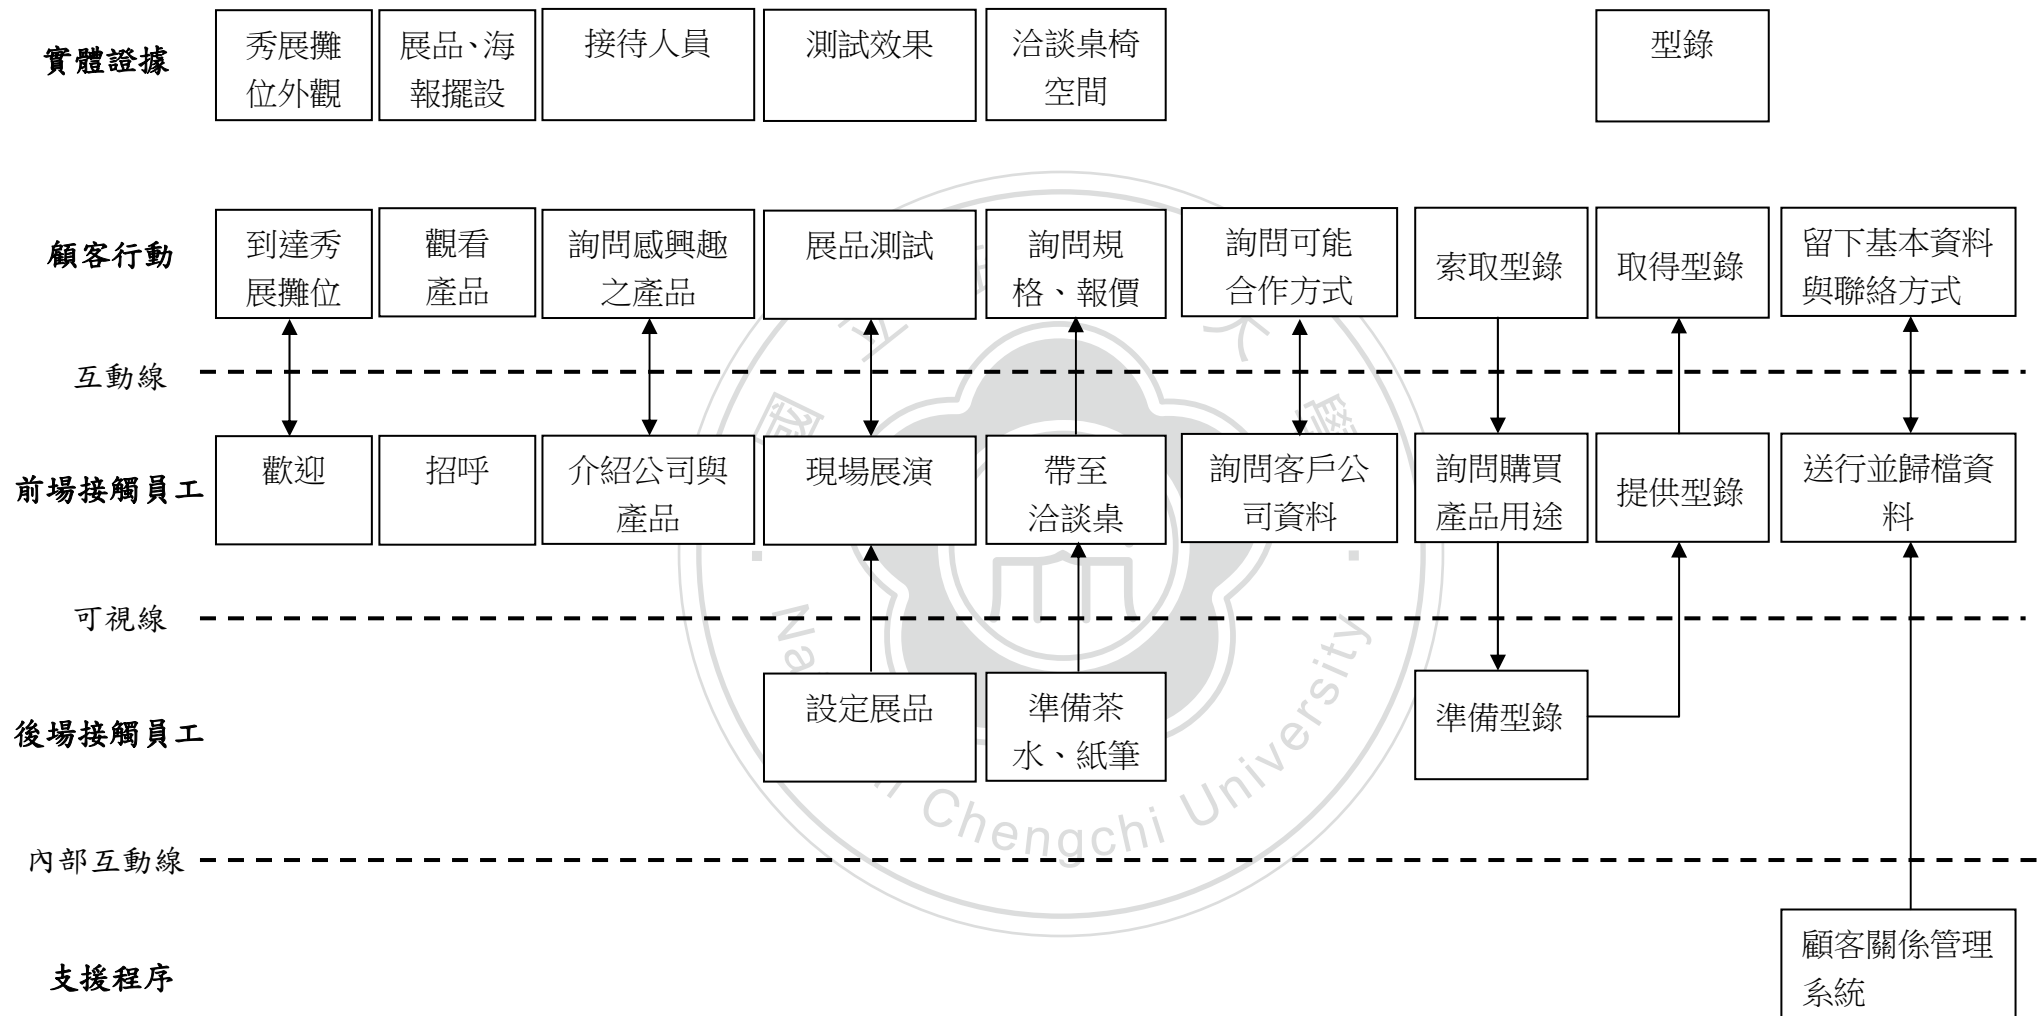 實體證據
秀展攤
位外觀
展品、海
報擺設
接待人員
測試效果
洽談桌椅
空間
型錄
顧客行動
到達秀
展攤位
觀看
產品
詢問感興趣
之產品
展品測試
詢問規
格、報價
詢問可能
合作方式
索取型錄
取得型錄
留下基本資料
與聯絡方式
互動線
前場接觸員工
歡迎
招呼
介紹公司與
產品
現場展演
帶至
洽談桌
詢問客戶公
司資料
詢問購買
產品用途
提供型錄
送行並歸檔資
料
可視線
後場接觸員工
設定展品
準備茶
水、紙筆
準備型錄
內部互動線
支援程序
顧客關係管理
系統
立
大
國
學
Na
Chengchi University